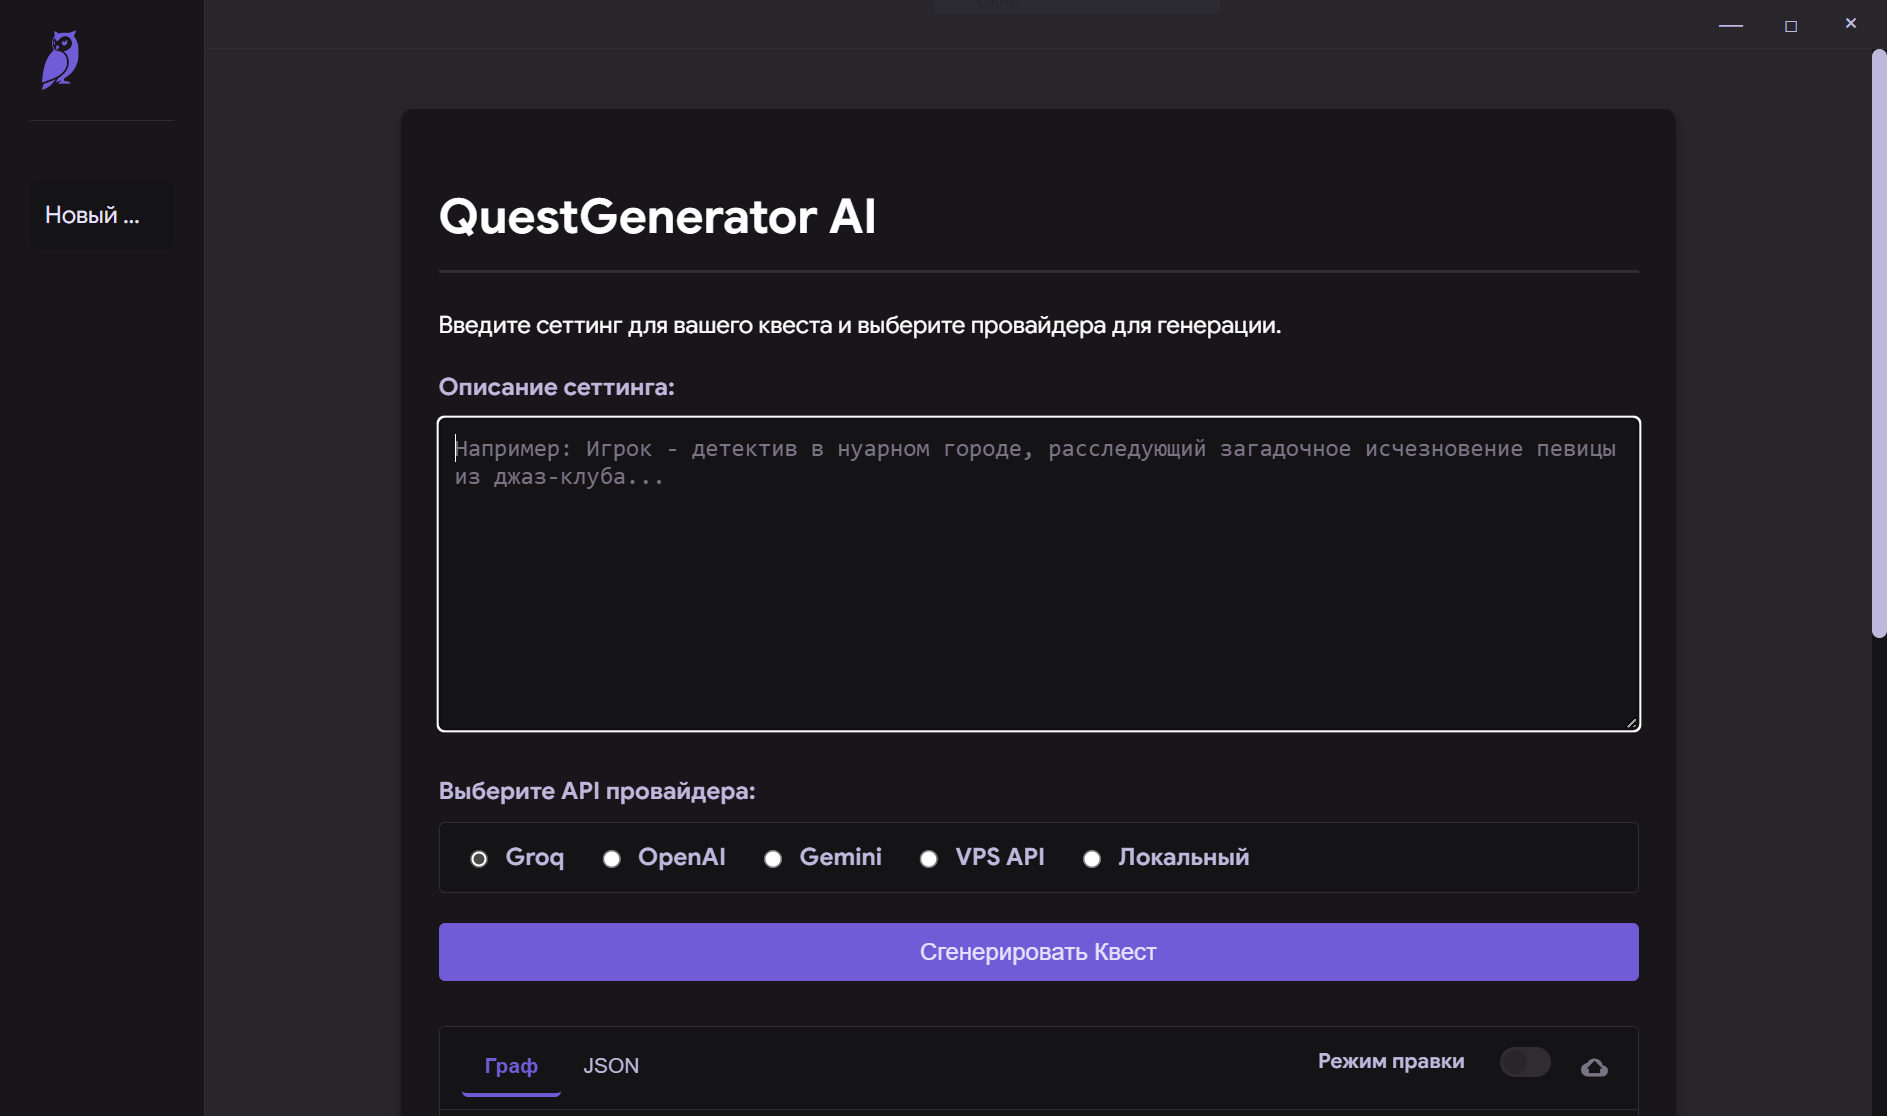 Новый ...
QuestGenerator AI
Введите сеттинг для вашего квеста и выберите провайдера для генерации.
Описание сеттинга:
Например: Игрок - детектив в нуарном городе, расследующий загадочное исчезновение певицы
из джаз-клуба...
Выберите API провайдера:
Groq OpenAI Gemini VPS API Локальный
Сгенерировать Квест
Граф JSON Режим правки